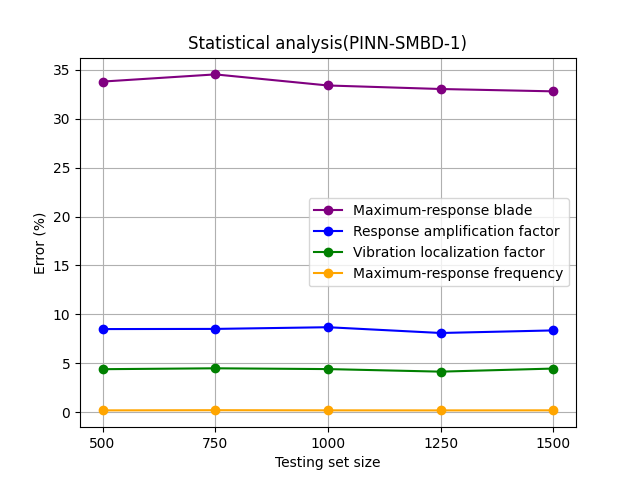 Statistical analysis(PINN-SMBD-1)
35
30
25
20
15
10
5
0
Error (%)
Maximum-response blade
Response amplification factor
Vibration localization factor
Maximum-response frequency
500 750 1000 1250 1500
Testing set size